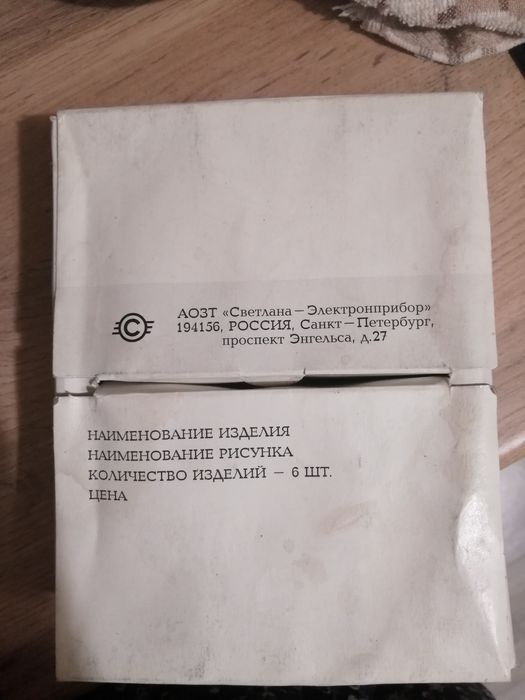 АОЗТ «Светлана — Электронприбор»
194156, РОССИЯ, Санкт — Петербург,
проспект Энгельса, д.27
НАИМЕНОВАНИЕ ИЗДЕЛИЯ
НАИМЕНОВАНИЕ РИСУНКА
КОЛИЧЕСТВО ИЗДЕЛИЙ — 6 ШТ.
ЦЕНА